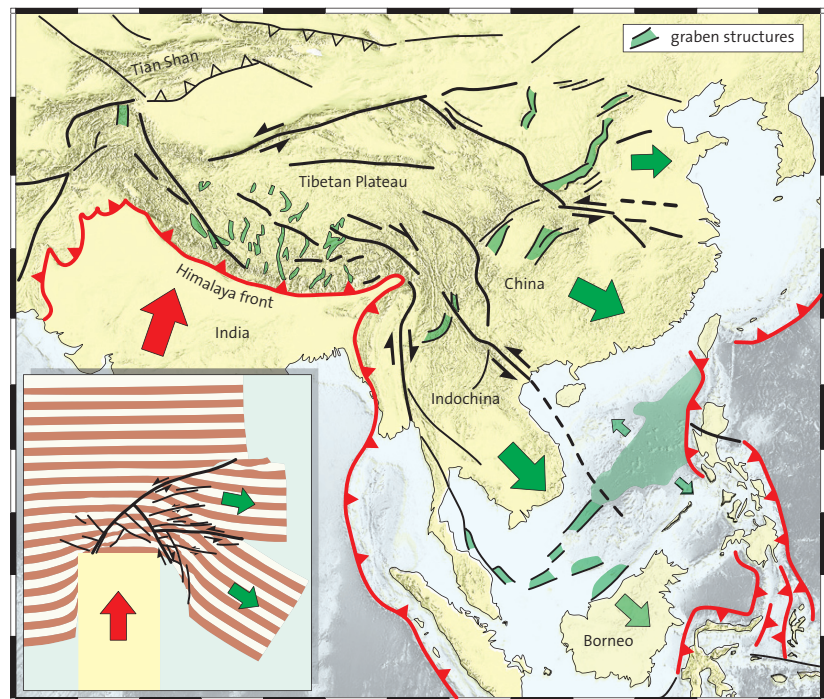 graben structures
Tian Shan
Tibetan Plateau
Himalaya front
China
India
Indochina
Borneo